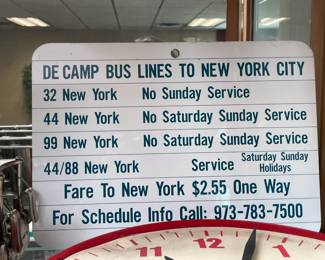 DE CAMP BUS LINES TO NEW YORK CITY
32 New York No Sunday Service
44 New York No Saturday Sunday Service
99 New York No Saturday Sunday Service
44/88 New York Service Saturday Sunday Holidays
Fare To New York $2.55 One Way
For Schedule Info Call: 973-783-7500
11 12 1